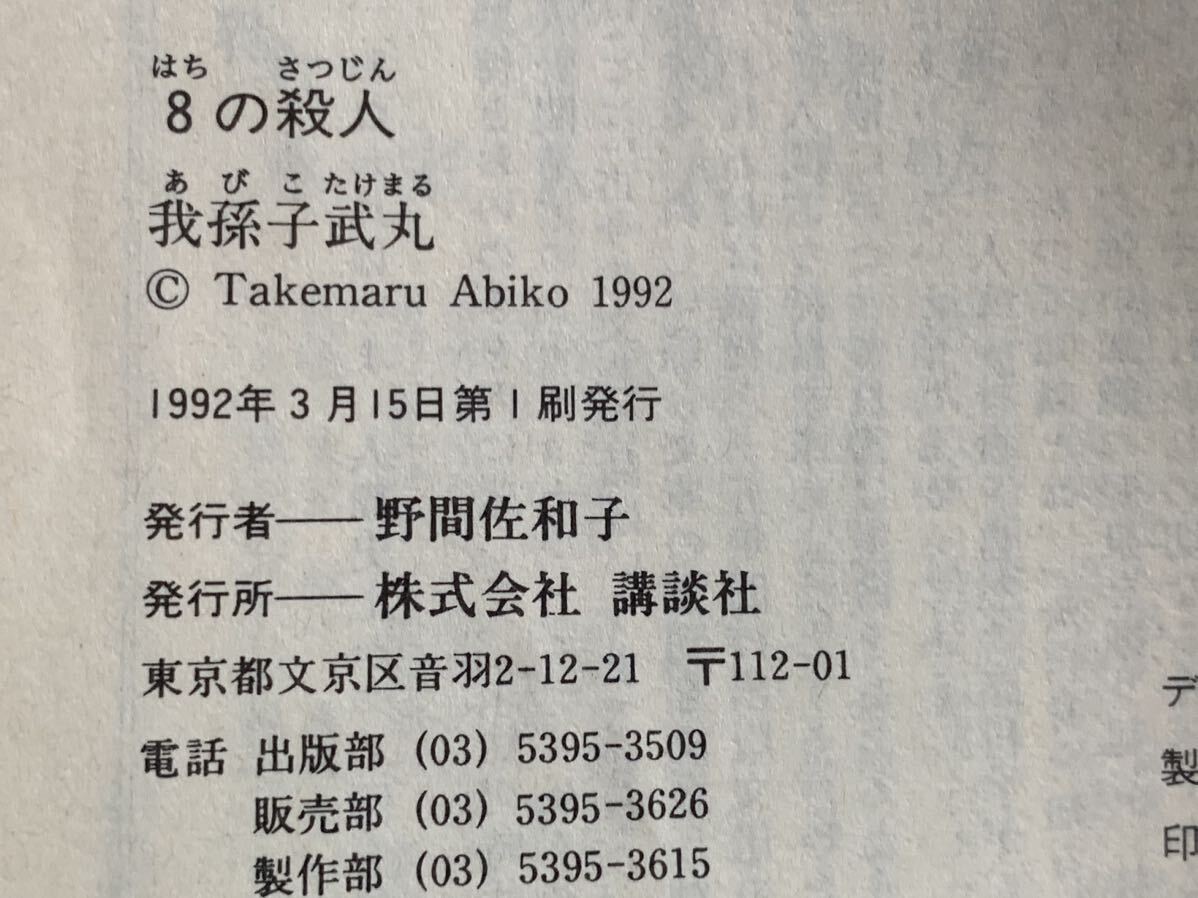 はち さつじん
8の殺人
あびこたけまる
我孫子武丸
© Takemaru Abiko 1992
1992年3月15日第1刷発行
発行者──野間佐和子
発行所──株式会社 講談社
東京都文京区音羽2-12-21 〒112-01
電話 出版部 (03) 5395-3509
販売部 (03) 5395-3626
製作部 (03) 5395-3615
デ
製
印